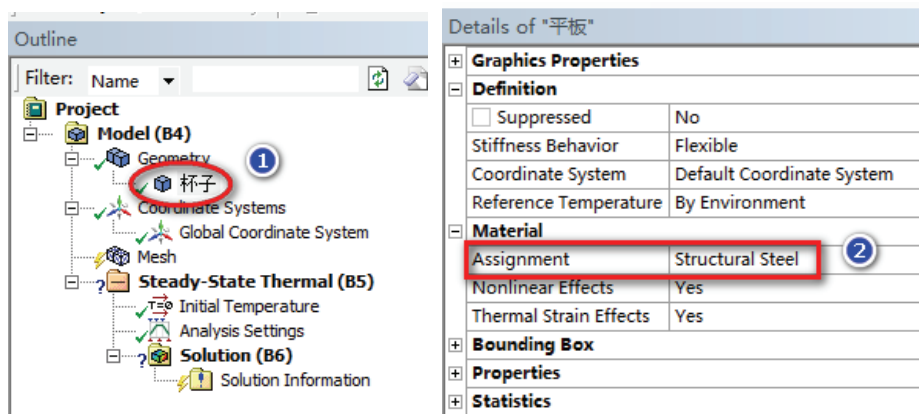 Outline
Filter: Name
Project
Model (B4)
Geometry
1
杯子
Coordinate Systems
Global Coordinate System
Mesh
Steady-State Thermal (B5)
Initial Temperature
Analysis Settings
Solution (B6)
Solution Information
Details of "平板"
Graphics Properties
Definition
Suppressed No
Stiffness Behavior Flexible
Coordinate System Default Coordinate System
Reference Temperature By Environment
Material
Assignment Structural Steel
2
Nonlinear Effects Yes
Thermal Strain Effects Yes
Bounding Box
Properties
Statistics